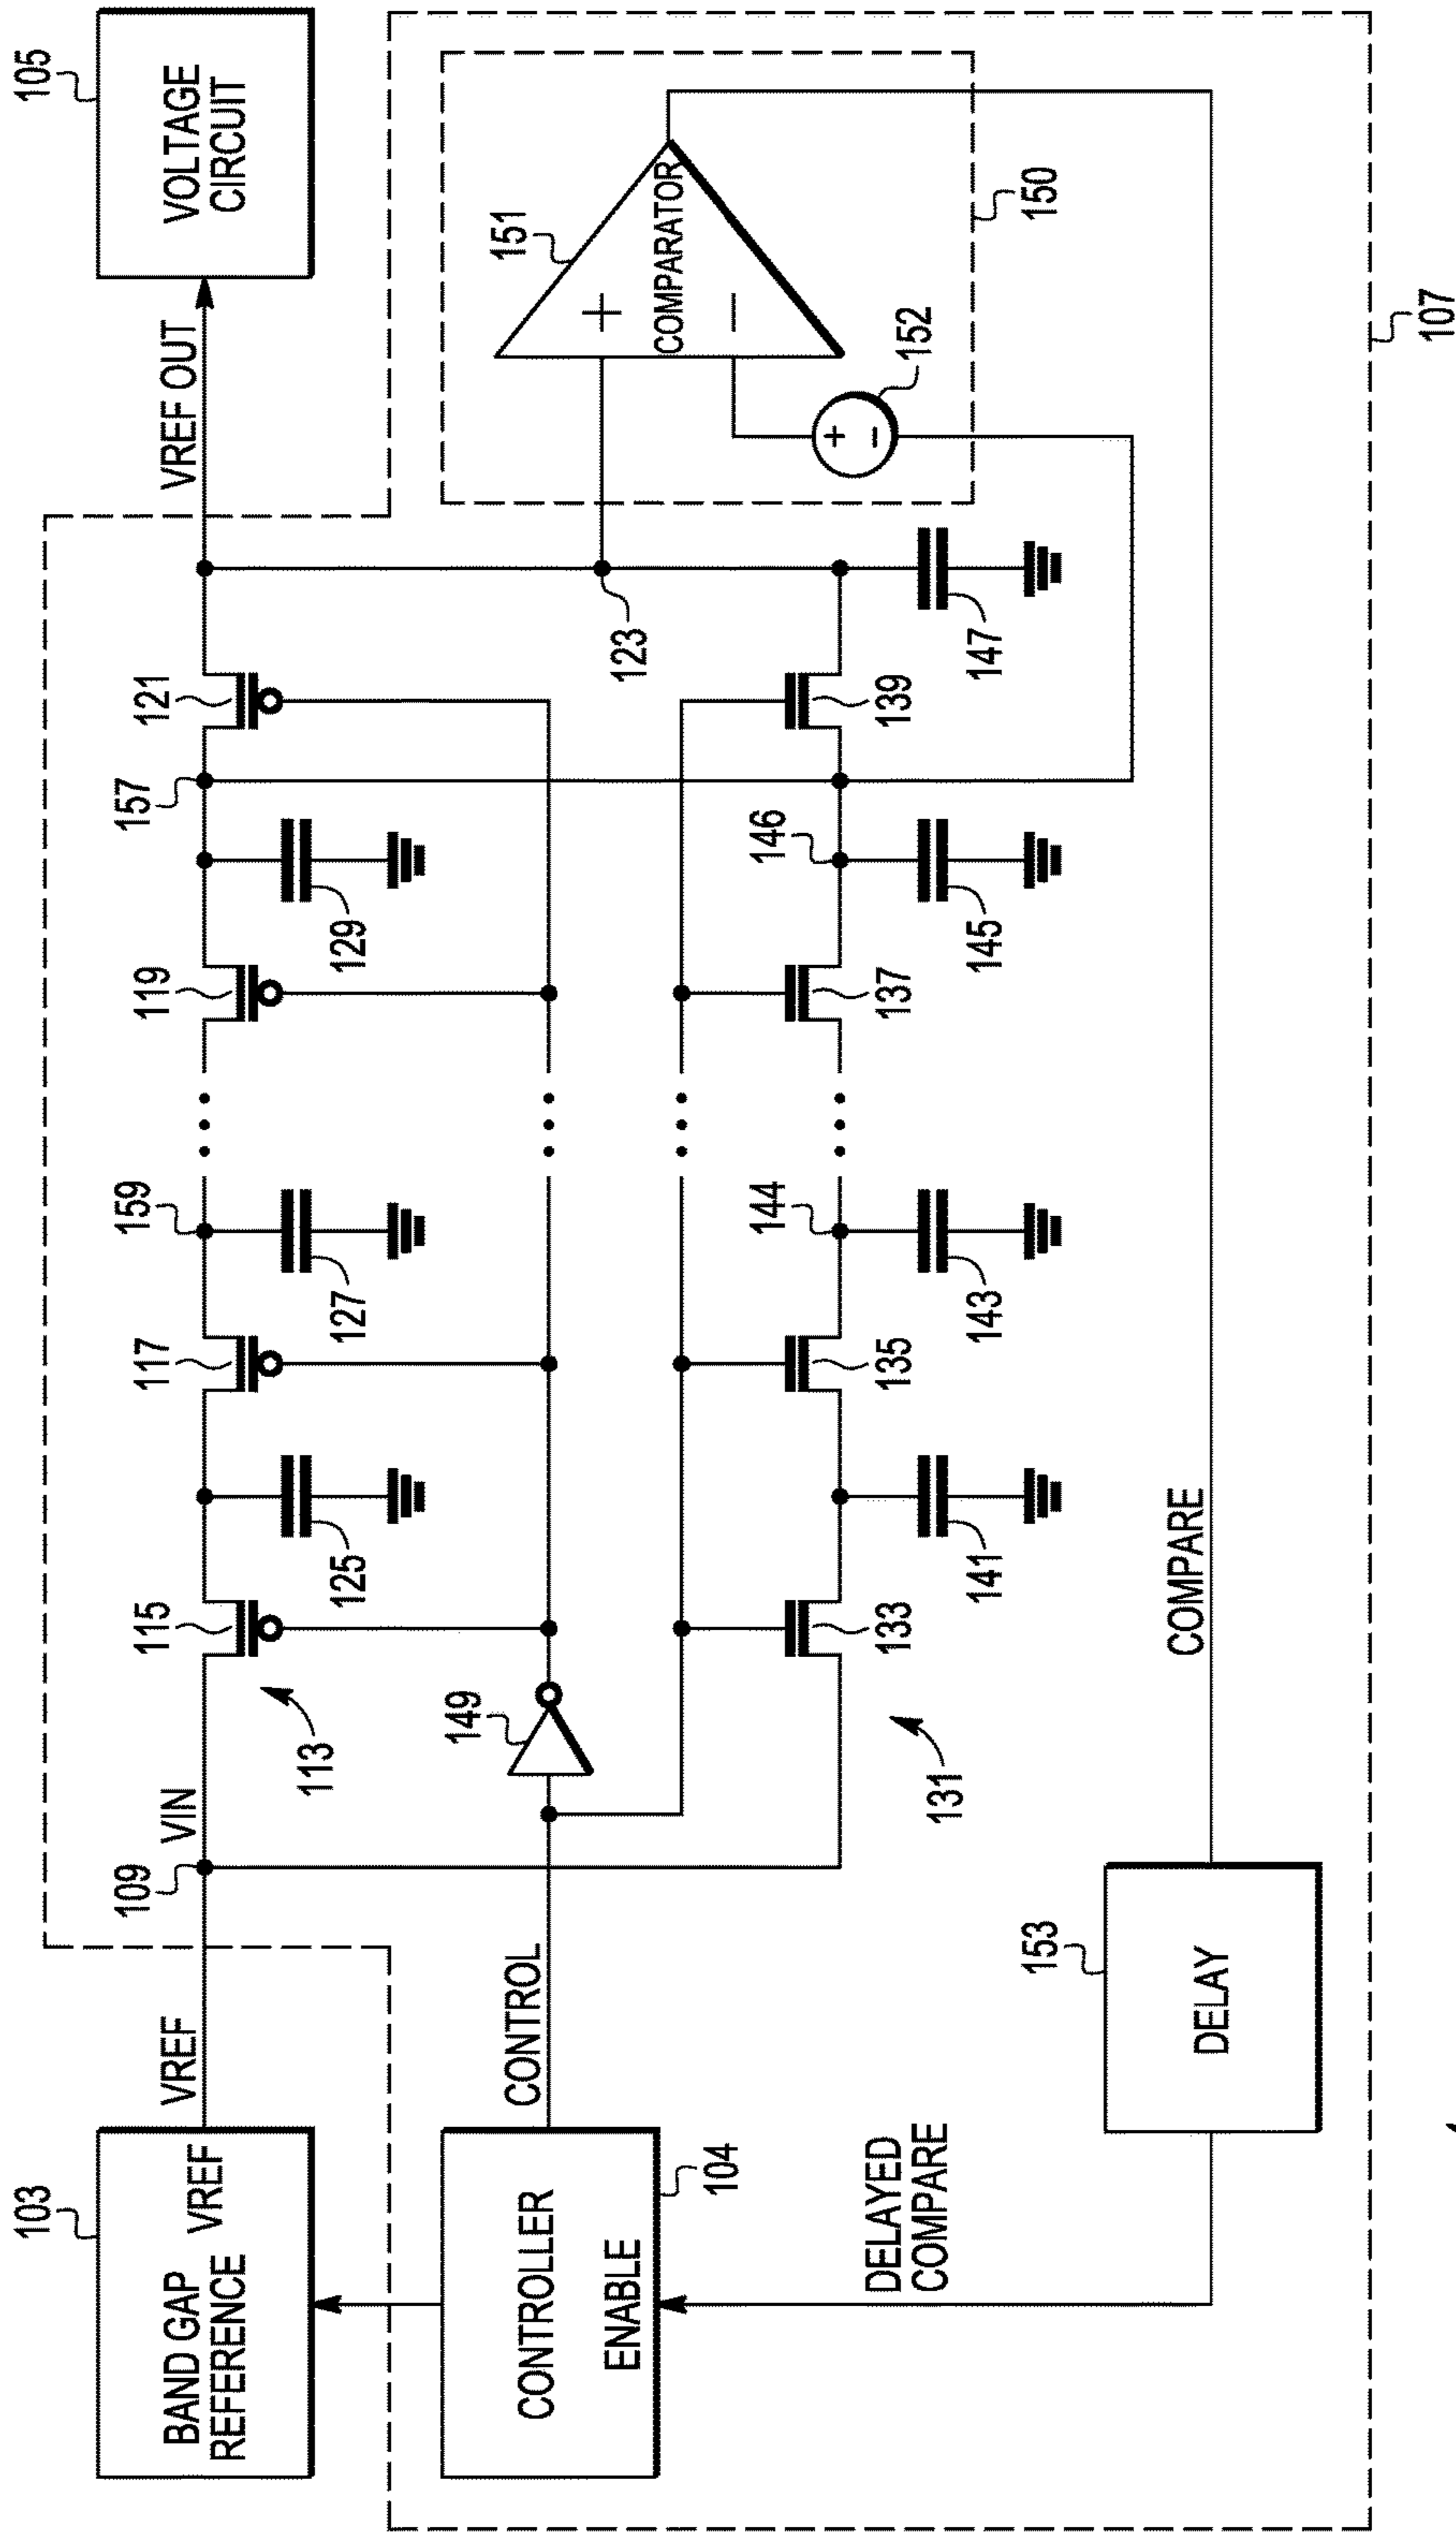 105
VOLTAGE
CIRCUIT
VREF OUT
103
BAND GAP
REFERENCE
VREF
VREF
109
VIN
113
115
125
117
127
159
119
129
157
121
104
CONTROLLER
ENABLE
CONTROL
149
123
151
COMPARATOR
+
−
152
+
−
150
131
133
141
135
143
144
137
145
146
139
147
153
DELAY
DELAYED
COMPARE
COMPARE
107